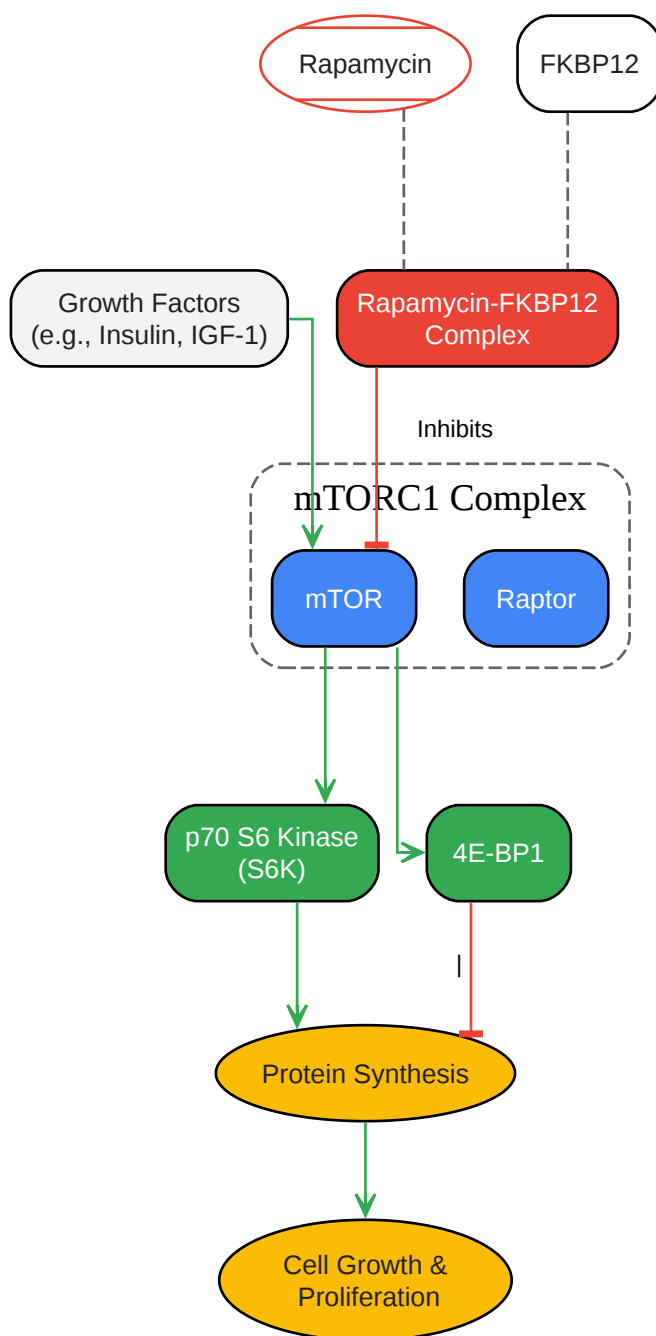 Rapamycin
FKBP12
Growth Factors
(e.g., Insulin, IGF-1)
Rapamycin-FKBP12
Complex
Inhibits
mTORC1 Complex
mTOR
Raptor
p70 S6 Kinase
(S6K)
4E-BP1
|
Protein Synthesis
Cell Growth &
Proliferation